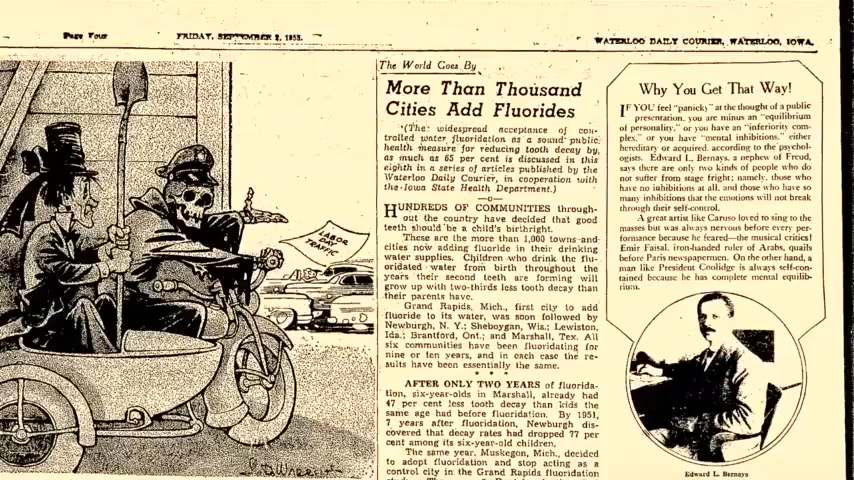 Page Four
FRIDAY, SEPTEMBER 2, 1955.
WATERLOO DAILY COURIER, WATERLOO, IOWA.
LABOR
DAY
TRAFFIC
The World Goes By
More Than Thousand
Cities Add Fluorides
(The widespread acceptance of con-
trolled water fluoridation as a sound public
health measure for reducing tooth decay by
as much as 65 per cent is discussed in this
eighth in a series of articles published by the
Waterloo Daily Courier, in cooperation with
the Iowa State Health Department.)
HUNDREDS OF COMMUNITIES through-
out the country have decided that good
teeth should be a child's birthright.
These are the more than 1,000 towns and
cities now adding fluoride in their drinking
water supplies. Children who drink the flu-
oridated water from birth throughout the
years their second teeth are forming will
grow up with two-thirds less tooth decay than
their parents have.
Grand Rapids, Mich., first city to add
fluoride to its water, was soon followed by
Newburgh, N. Y.; Sheboygan, Wis.; Lewiston,
Ida.; Brantford, Ont.; and Marshall, Tex. All
six communities have been fluoridating for
nine or ten years, and in each case the re-
sults have been essentially the same.
* * *
AFTER ONLY TWO YEARS of fluorida-
tion, six-year-olds in Marshall, already had
47 per cent less tooth decay than kids the
same age had before fluoridation. By 1951,
7 years after fluoridation, Newburgh dis-
covered that decay rates had dropped 77 per
cent among its six-year-old children.
The same year, Muskegon, Mich., decided
to adopt fluoridation and stop acting as a
control city in the Grand Rapids fluoridation
Why You Get That Way!
IF YOU feel "panicky" at the thought of a public
presentation, you are minus an "equilibrium
of personality," or you have an "inferiority com-
plex," or you have "mental inhibitions," either
hereditary or acquired, according to the psychol-
ogists. Edward L. Bernays, a nephew of Freud,
says there are only two kinds of people who do
not suffer from stage fright; namely, those who
have no inhibitions at all, and those who have so
many inhibitions that the emotions will not break
through their self-control.
A great artist like Caruso loved to sing to the
masses but was always nervous before every per-
formance because he feared—the musical critics!
Emir Faisal, iron-handed ruler of Arabs, quails
before Paris newspapermen. On the other hand, a
man like President Coolidge is always self-con-
tained because he has complete mental equilib-
rium.
Edward L. Bernays